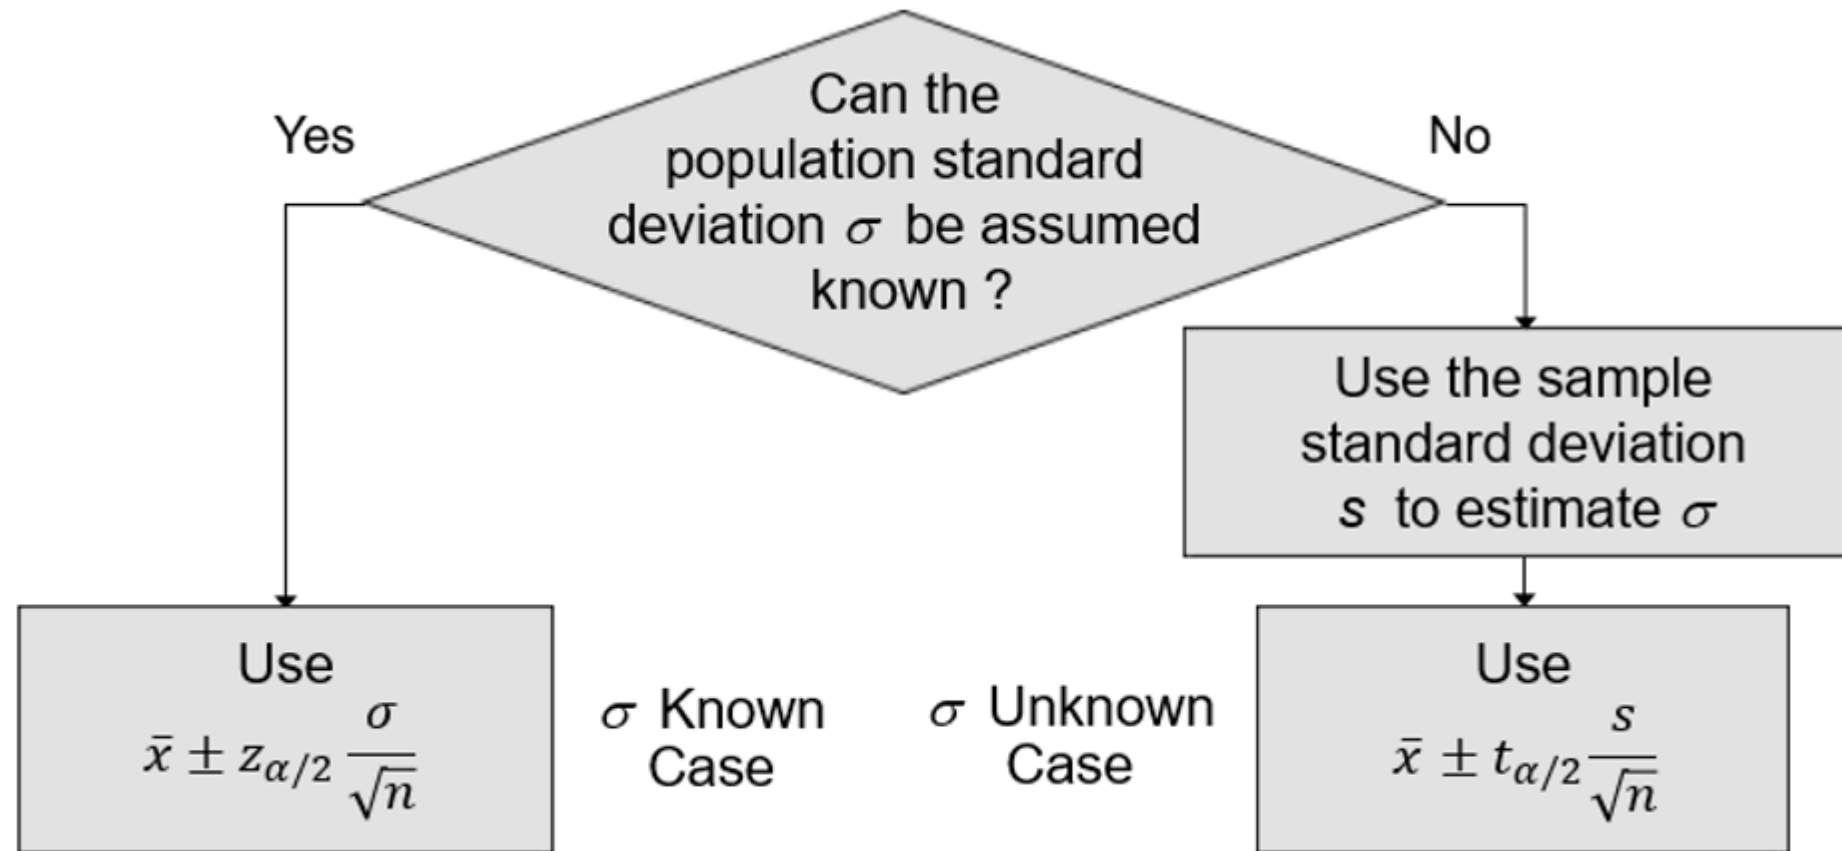 Can the
population standard
deviation σ be assumed
known ?
Yes
No
Use the sample
standard deviation
s to estimate σ
Use
x̄ ± z_{α/2} σ/√n
σ Known
Case
σ Unknown
Case
Use
x̄ ± t_{α/2} s/√n